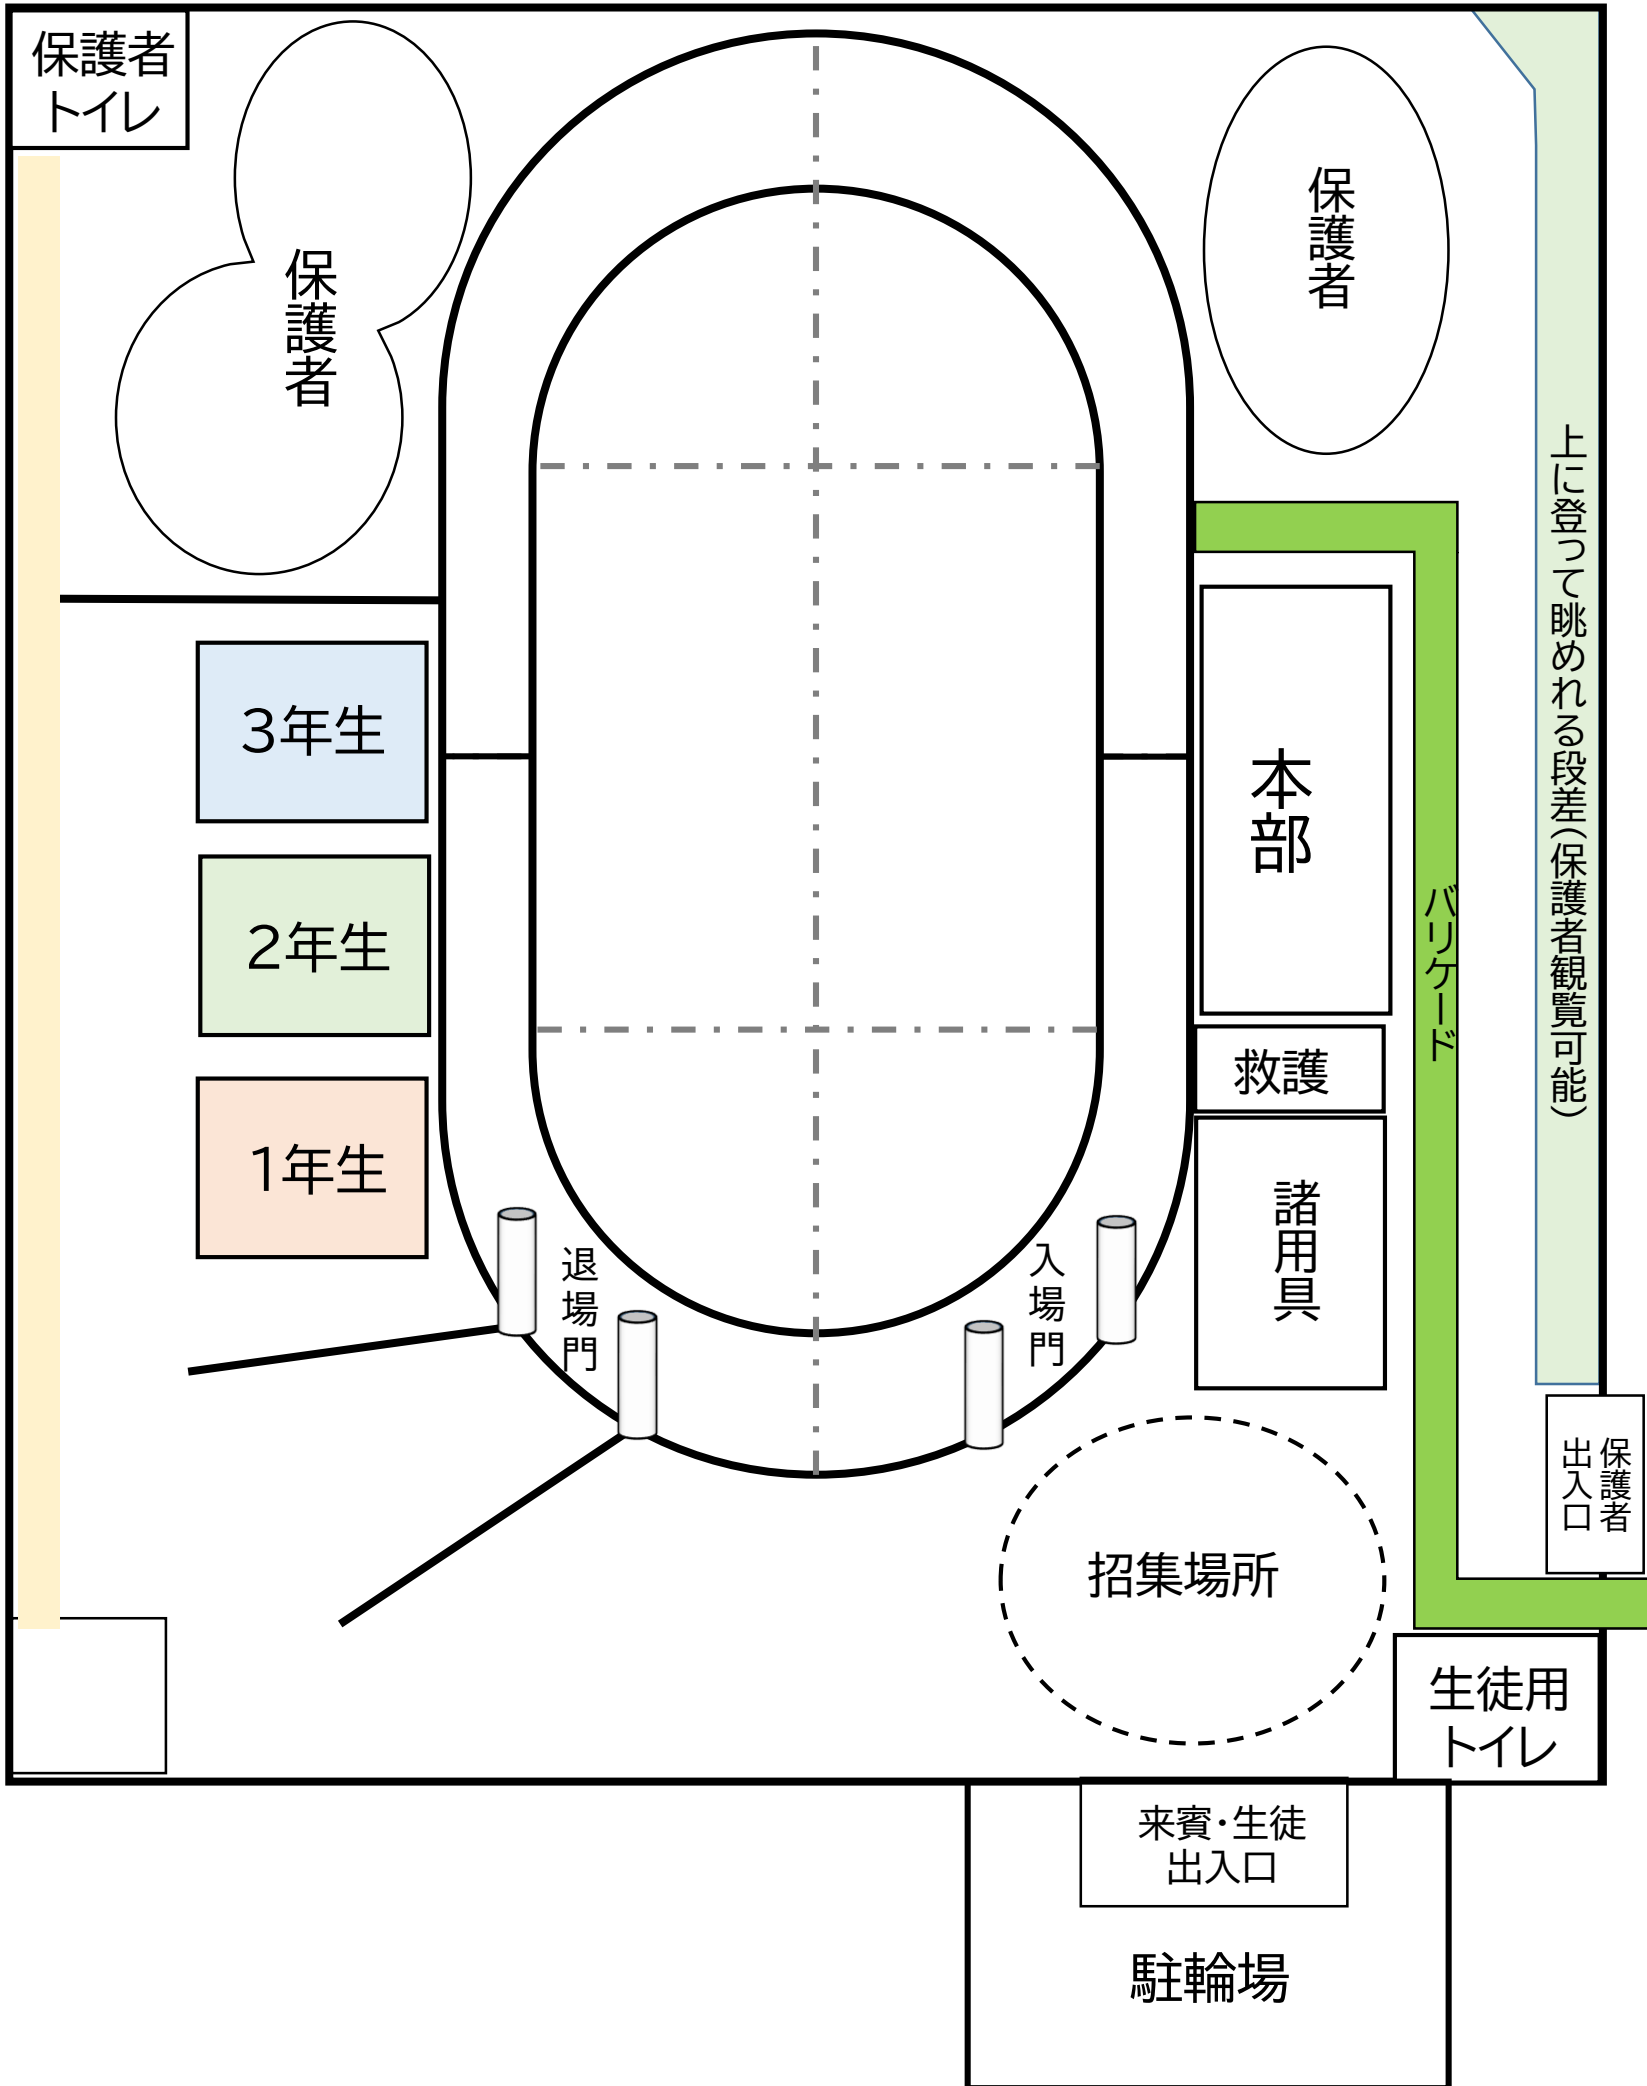 保護者
トイレ
保護者
保護者
上に登って眺めれる段差(保護者観覧可能)
3年生
2年生
1年生
本部
バリケード
救護
諸用具
退場門
入場門
保護者
出入口
招集場所
生徒用
トイレ
来賓・生徒
出入口
駐輪場